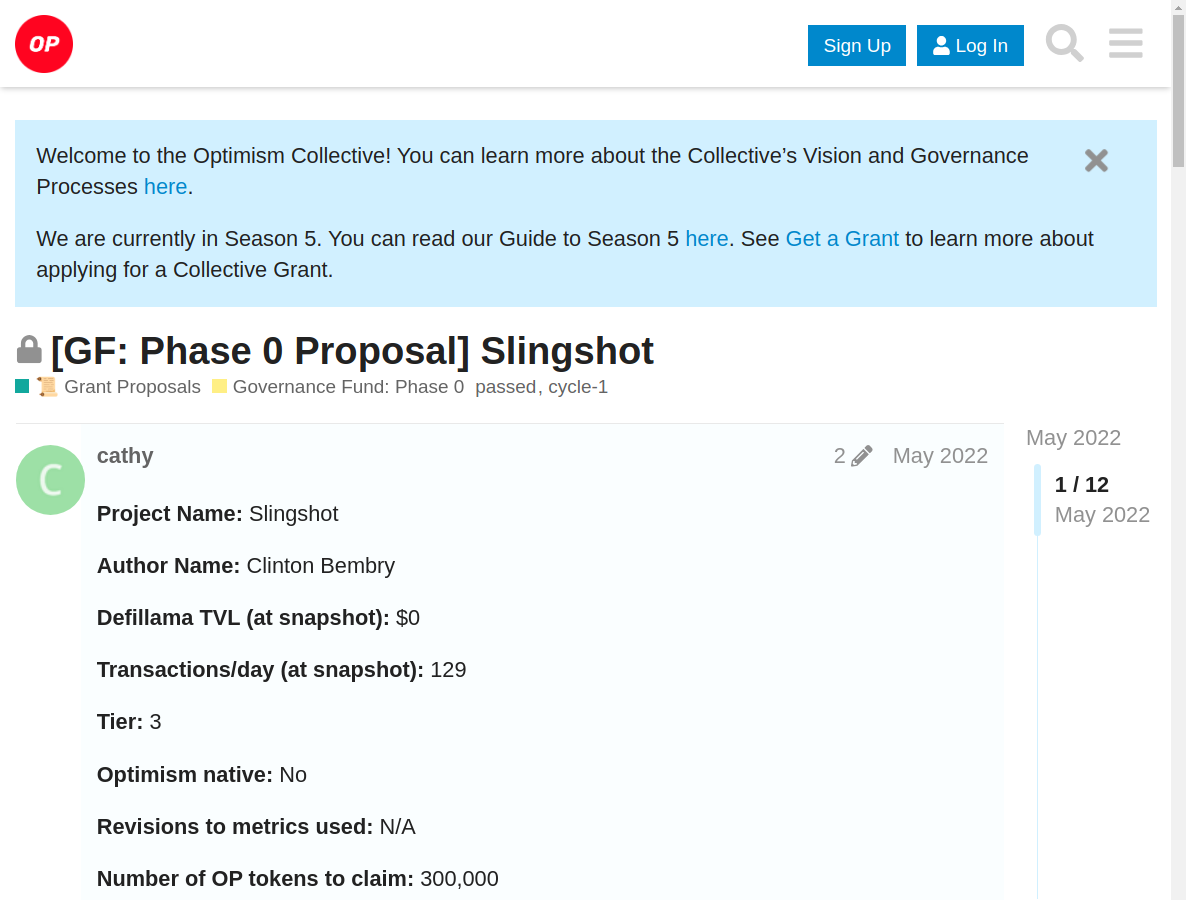 OP
Sign Up
Log In
Welcome to the Optimism Collective! You can learn more about the Collective’s Vision and Governance
Processes here.
We are currently in Season 5. You can read our Guide to Season 5 here. See Get a Grant to learn more about
applying for a Collective Grant.
[GF: Phase 0 Proposal] Slingshot
Grant Proposals Governance Fund: Phase 0 passed, cycle-1
C
cathy 2 May 2022
Project Name: Slingshot
Author Name: Clinton Bembry
Defillama TVL (at snapshot): $0
Transactions/day (at snapshot): 129
Tier: 3
Optimism native: No
Revisions to metrics used: N/A
Number of OP tokens to claim: 300,000
May 2022
1 / 12
May 2022